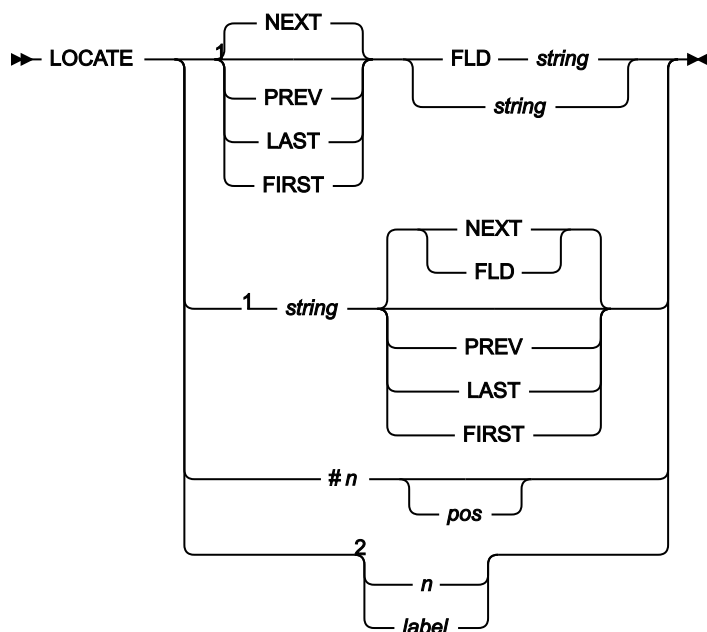 NEXT
LOCATE 1 FLD string
PREV string
LAST
FIRST
NEXT
FLD
1 string
PREV
LAST
FIRST
# n
pos
2
n
label